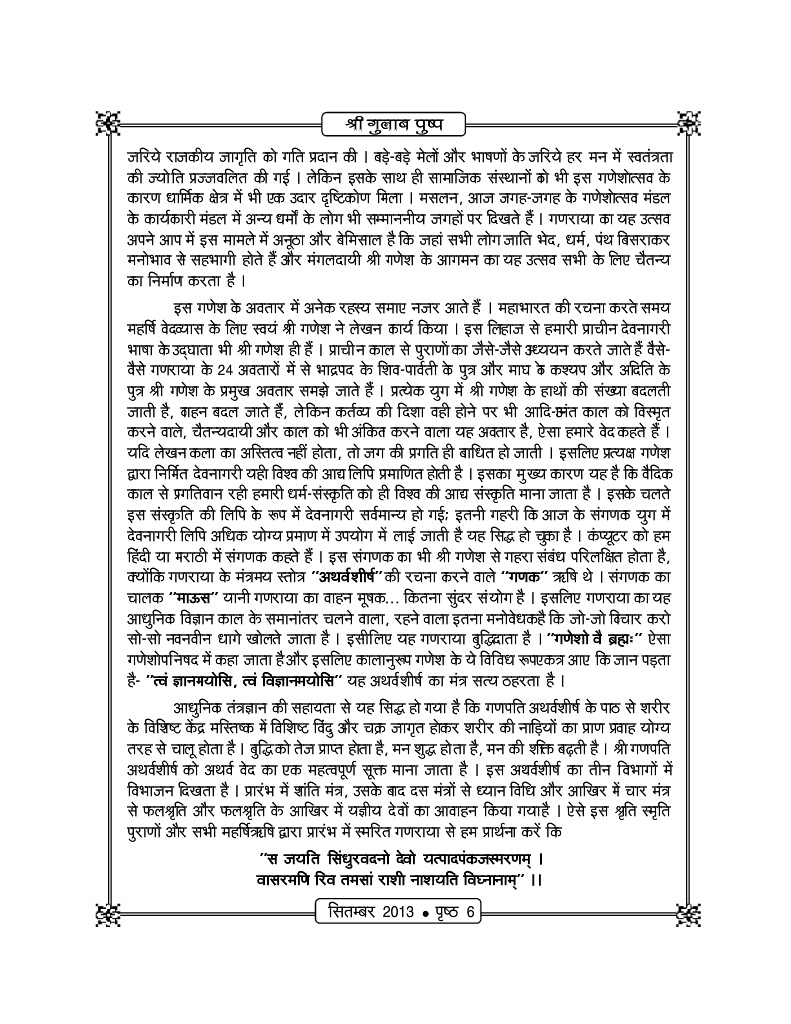 श्री गुलाब पुष्प
जरिये राजकीय जागृति को गति प्रदान की । बड़े-बड़े मेलों और भाषणों के जरिये हर मन में स्वतंत्रता
की ज्योति प्रज्जवलित की गई । लेकिन इसके साथ ही सामाजिक संस्थानों को भी इस गणेशोत्सव के
कारण धार्मिक क्षेत्र में भी एक उदार दृष्टिकोण मिला । मसलन, आज जगह-जगह के गणेशोत्सव मंडल
के कार्यकारी मंडल में अन्य धर्मों के लोग भी सम्माननीय जगहों पर दिखते हैं । गणराया का यह उत्सव
अपने आप में इस मामले में अनूठा और बेमिसाल है कि जहां सभी लोग जाति भेद, धर्म, पंथ बिसराकर
मनोभाव से सहभागी होते हैं और मंगलदायी श्री गणेश के आगमन का यह उत्सव सभी के लिए चैतन्य
का निर्माण करता है ।
इस गणेश के अवतार में अनेक रहस्य समाए नजर आते हैं । महाभारत की रचना करते समय
महर्षि वेदव्यास के लिए स्वयं श्री गणेश ने लेखन कार्य किया । इस लिहाज से हमारी प्राचीन देवनागरी
भाषा के उद्‌घाता भी श्री गणेश ही हैं । प्राचीन काल से पुराणों का जैसे-जैसे अध्ययन करते जाते हैं वैसे-
वैसे गणराया के 24 अवतारों में से भाद्रपद के शिव-पार्वती के पुत्र और माघ के कश्यप और अदिति के
पुत्र श्री गणेश के प्रमुख अवतार समझे जाते हैं । प्रत्येक युग में श्री गणेश के हाथों की संख्या बदलती
जाती है, वाहन बदल जाते हैं, लेकिन कर्तव्य की दिशा वही होने पर भी आदि-अंत काल को विस्मृत
करने वाले, चैतन्यदायी और काल को भी अंकित करने वाला यह अवतार है, ऐसा हमारे वेद कहते हैं ।
यदि लेखन कला का अस्तित्व नहीं होता, तो जग की प्रगति ही बाधित हो जाती । इसलिए प्रत्यक्ष गणेश
द्वारा निर्मित देवनागरी यही विश्व की आद्य लिपि प्रमाणित होती है । इसका मुख्य कारण यह है कि वैदिक
काल से प्रगतिवान रही हमारी धर्म-संस्कृति को ही विश्व की आद्य संस्कृति माना जाता है । इसके चलते
इस संस्कृति की लिपि के रूप में देवनागरी सर्वमान्य हो गई; इतनी गहरी कि आज के संगणक युग में
देवनागरी लिपि अधिक योग्य प्रमाण में उपयोग में लाई जाती है यह सिद्ध हो चुका है । कंप्यूटर को हम
हिंदी या मराठी में संगणक कहते हैं । इस संगणक का भी श्री गणेश से गहरा संबंध परिलक्षित होता है,
क्योंकि गणराया के मंत्रमय स्तोत्र ”अथर्वशीर्ष” की रचना करने वाले ”गणक” ऋषि थे । संगणक का
चालक ”माऊस” यानी गणराया का वाहन मूषक... कितना सुंदर संयोग है । इसलिए गणराया का यह
आधुनिक विज्ञान काल के समानांतर चलने वाला, रहने वाला इतना मनोवेधक है कि जो-जो विचार करो
सो-सो नवनवीन धागे खोलते जाता है । इसीलिए यह गणराया बुद्धिदाता है । ”गणेशो वै ब्रह्मः” ऐसा
गणेशोपनिषद में कहा जाता है और इसलिए कालानुरूप गणेश के ये विविध रूप एकत्र आए कि जान पड़ता
है- ”त्वं ज्ञानमयोसि, त्वं विज्ञानमयोसि” यह अथर्वशीर्ष का मंत्र सत्य ठहरता है ।
आधुनिक तंत्रज्ञान की सहायता से यह सिद्ध हो गया है कि गणपति अथर्वशीर्ष के पाठ से शरीर
के विशिष्ट केंद्र मस्तिष्क में विशिष्ट विंदु और चक्र जागृत होकर शरीर की नाड़ियों का प्राण प्रवाह योग्य
तरह से चालू होता है । बुद्धि को तेज प्राप्त होता है, मन शुद्ध होता है, मन की शक्ति बढ़ती है । श्री गणपति
अथर्वशीर्ष को अथर्व वेद का एक महत्वपूर्ण सूक्त माना जाता है । इस अथर्वशीर्ष का तीन विभागों में
विभाजन दिखता है । प्रारंभ में शांति मंत्र, उसके बाद दस मंत्रों से ध्यान विधि और आखिर में चार मंत्र
से फलश्रृति और फलश्रृति के आखिर में यज्ञीय देवों का आवाहन किया गया है । ऐसे इस श्रृति स्मृति
पुराणों और सभी महर्षिऋषि द्वारा प्रारंभ में स्मरित गणराया से हम प्रार्थना करें कि
”स जयति सिंधुरवदनो देवो यत्पादपंकजस्मरणम् ।
वासरमणि रिव तमसां राशी नाशयति विघ्नानाम्” ।।
सितम्बर 2013 ● पृष्ठ 6